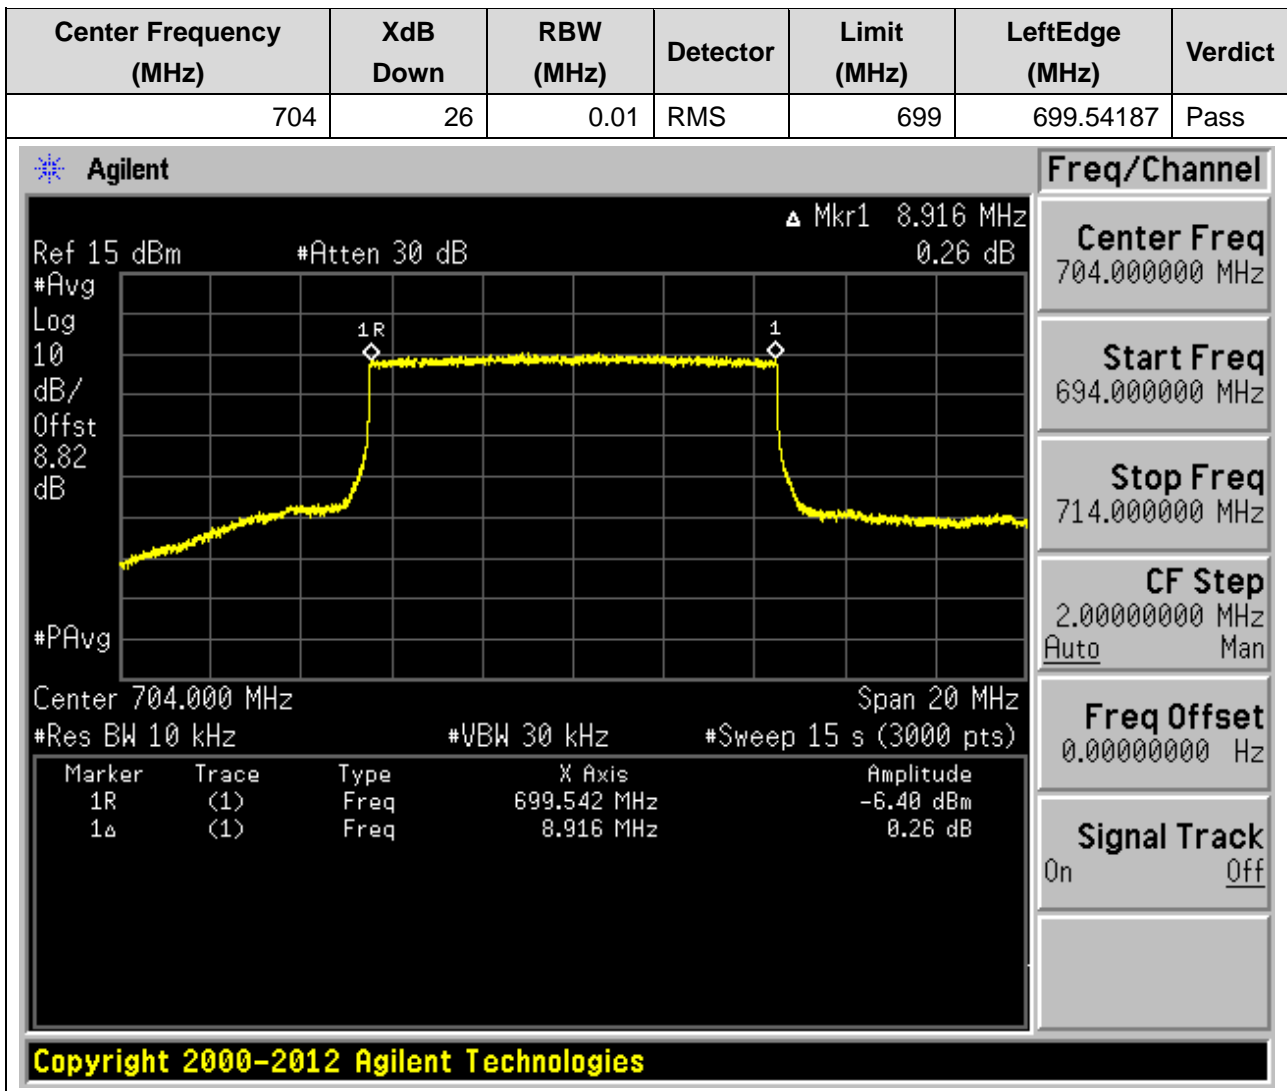 Center Frequency (MHz) XdB Down RBW (MHz) Detector Limit (MHz) LeftEdge (MHz) Verdict
704 26 0.01 RMS 699 699.54187 Pass
Agilent
Freq/Channel
Δ Mkr1 8.916 MHz
Ref 15 dBm #Atten 30 dB 0.26 dB
#Avg
Log
10
dB/
Offst
8.82
dB
1R
1
#PAvg
Center 704.000 MHz Span 20 MHz
#Res BW 10 kHz #VBW 30 kHz #Sweep 15 s (3000 pts)
Marker Trace Type X Axis Amplitude
1R (1) Freq 699.542 MHz -6.40 dBm
1Δ (1) Freq 8.916 MHz 0.26 dB
Center Freq
704.000000 MHz
Start Freq
694.000000 MHz
Stop Freq
714.000000 MHz
CF Step
2.00000000 MHz
Auto Man
Freq Offset
0.00000000 Hz
Signal Track
On Off
Copyright 2000-2012 Agilent Technologies